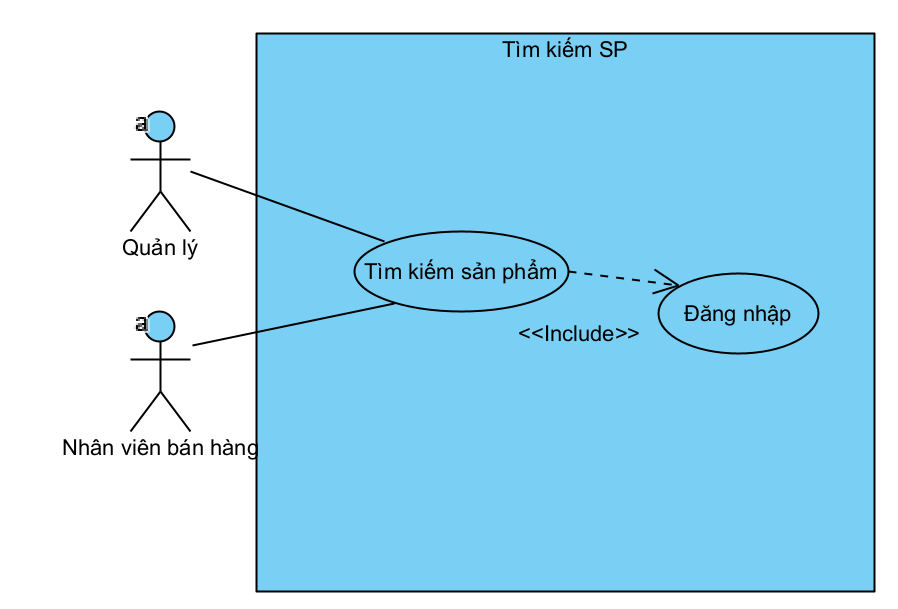 Tìm kiếm SP
a
Quản lý
Tìm kiếm sản phẩm
Đăng nhập
<<Include>>
a
Nhân viên bán hàng